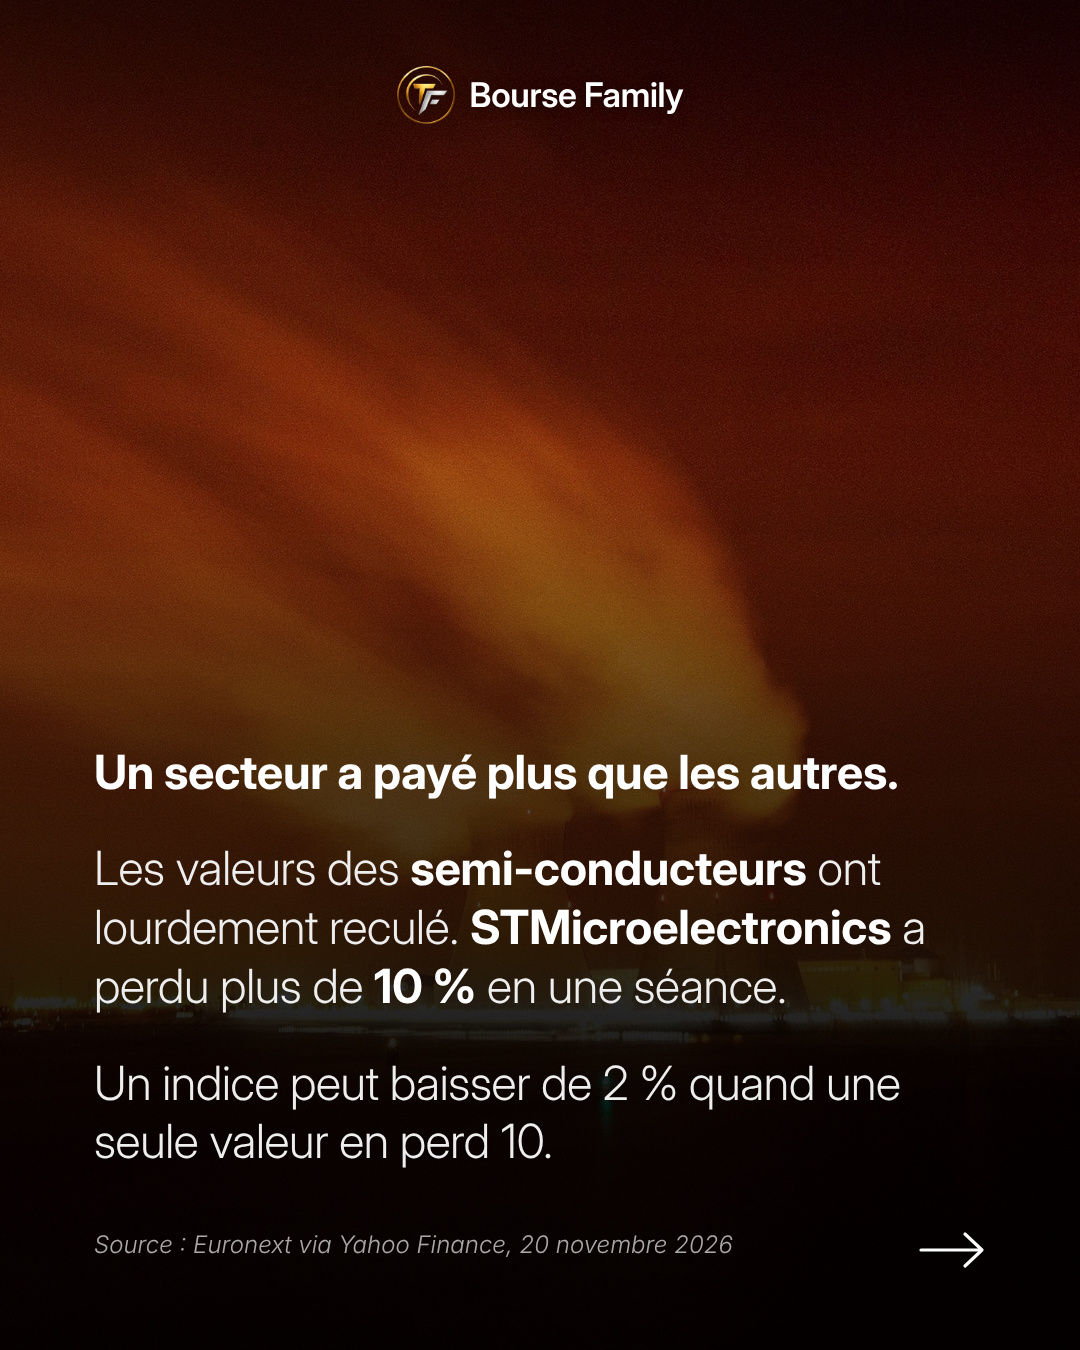 TF Bourse Family
Un secteur a payé plus que les autres.
Les valeurs des semi-conducteurs ont
lourdement reculé. STMicroelectronics a
perdu plus de 10 % en une séance.
Un indice peut baisser de 2 % quand une
seule valeur en perd 10.
Source : Euronext via Yahoo Finance, 20 novembre 2026